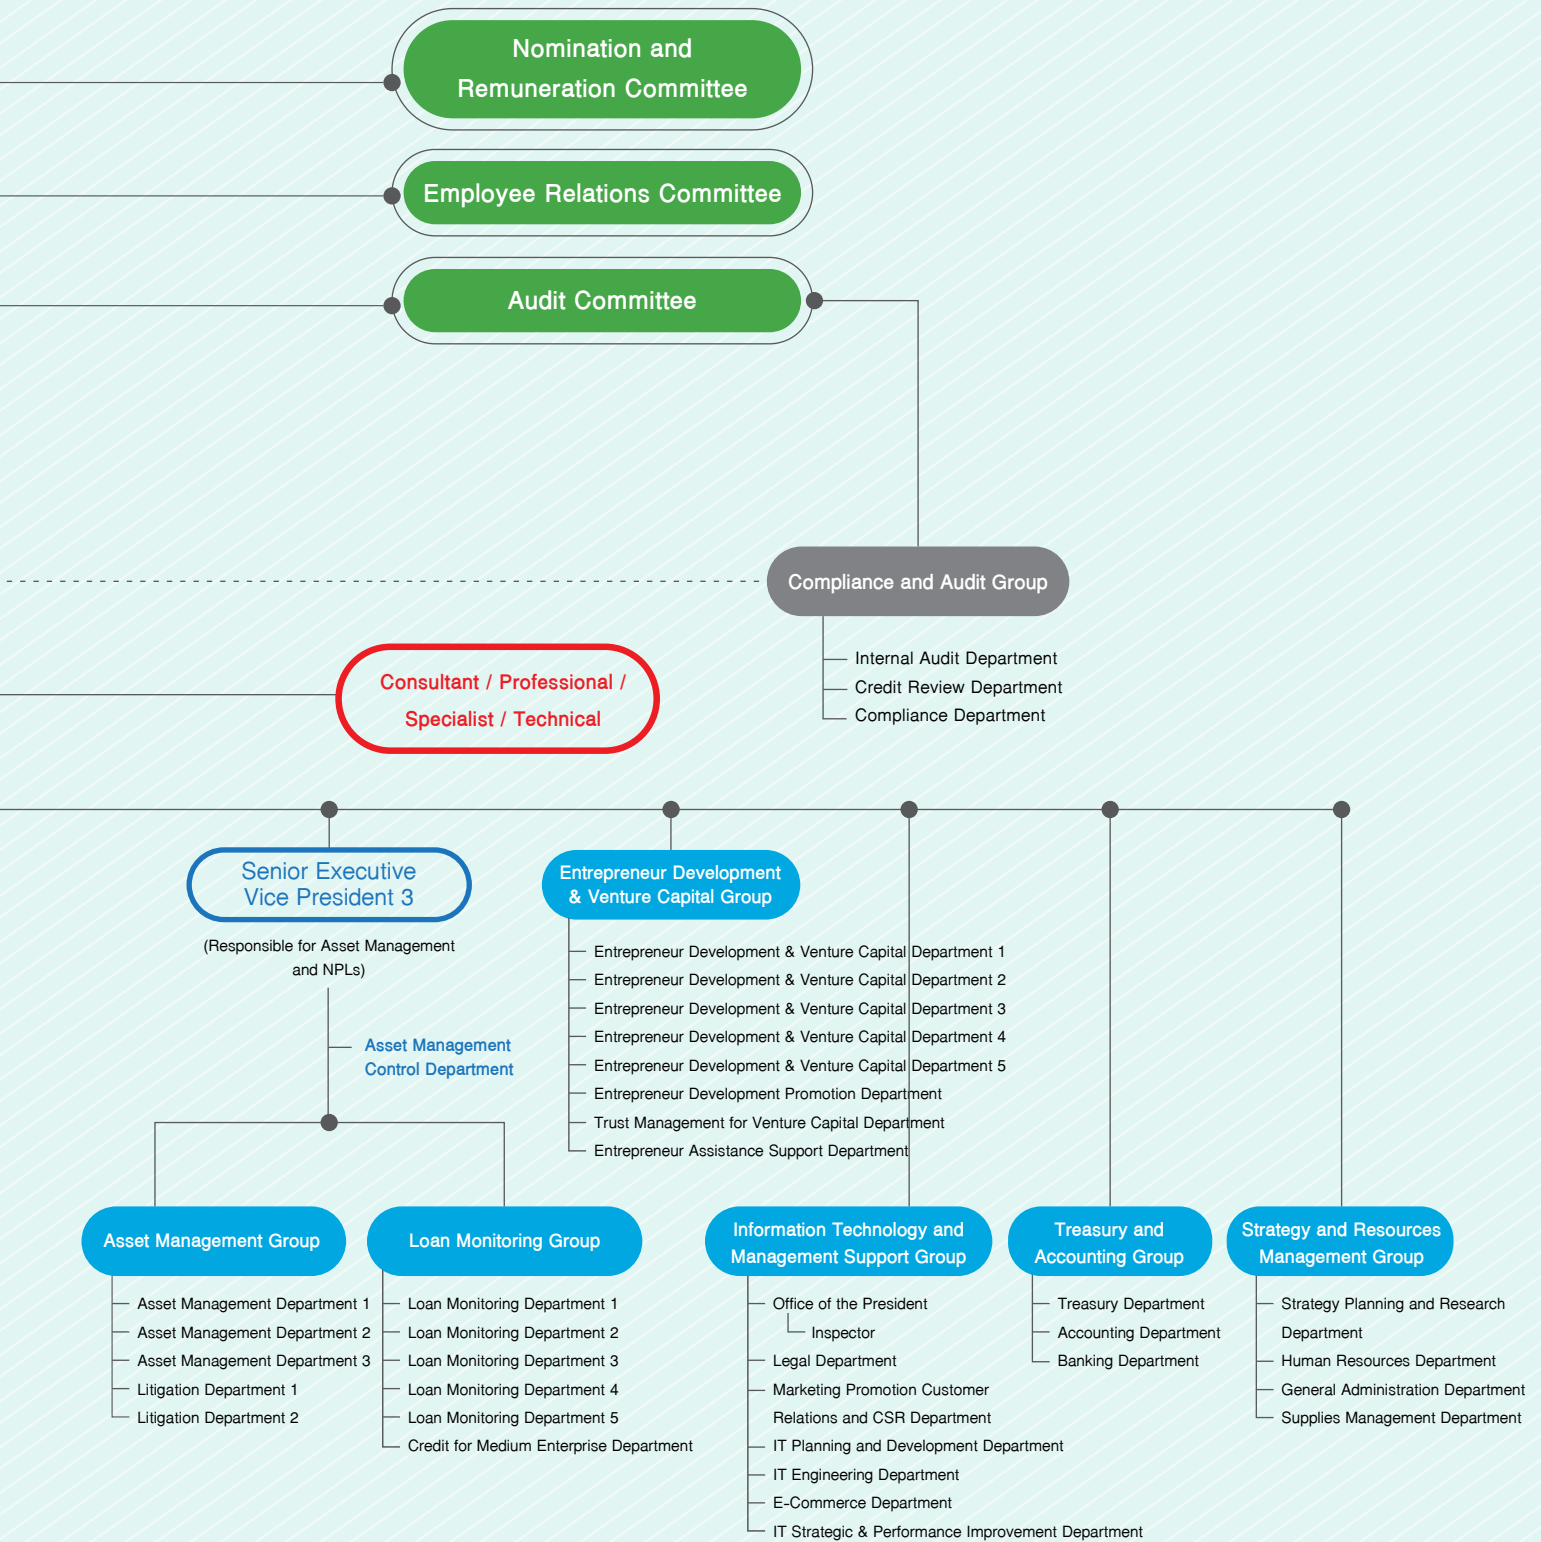 Nomination and
Remuneration Committee
Employee Relations Committee
Audit Committee
Compliance and Audit Group
Internal Audit Department
Credit Review Department
Compliance Department
Consultant / Professional /
Specialist / Technical
Senior Executive
Vice President 3
(Responsible for Asset Management
and NPLs)
Asset Management
Control Department
Entrepreneur Development
& Venture Capital Group
Entrepreneur Development & Venture Capital Department 1
Entrepreneur Development & Venture Capital Department 2
Entrepreneur Development & Venture Capital Department 3
Entrepreneur Development & Venture Capital Department 4
Entrepreneur Development & Venture Capital Department 5
Entrepreneur Development Promotion Department
Trust Management for Venture Capital Department
Entrepreneur Assistance Support Department
Asset Management Group
Asset Management Department 1
Asset Management Department 2
Asset Management Department 3
Litigation Department 1
Litigation Department 2
Loan Monitoring Group
Loan Monitoring Department 1
Loan Monitoring Department 2
Loan Monitoring Department 3
Loan Monitoring Department 4
Loan Monitoring Department 5
Credit for Medium Enterprise Department
Information Technology and
Management Support Group
Office of the President
Inspector
Legal Department
Marketing Promotion Customer
Relations and CSR Department
IT Planning and Development Department
IT Engineering Department
E-Commerce Department
IT Strategic & Performance Improvement Department
Treasury and
Accounting Group
Treasury Department
Accounting Department
Banking Department
Strategy and Resources
Management Group
Strategy Planning and Research
Department
Human Resources Department
General Administration Department
Supplies Management Department